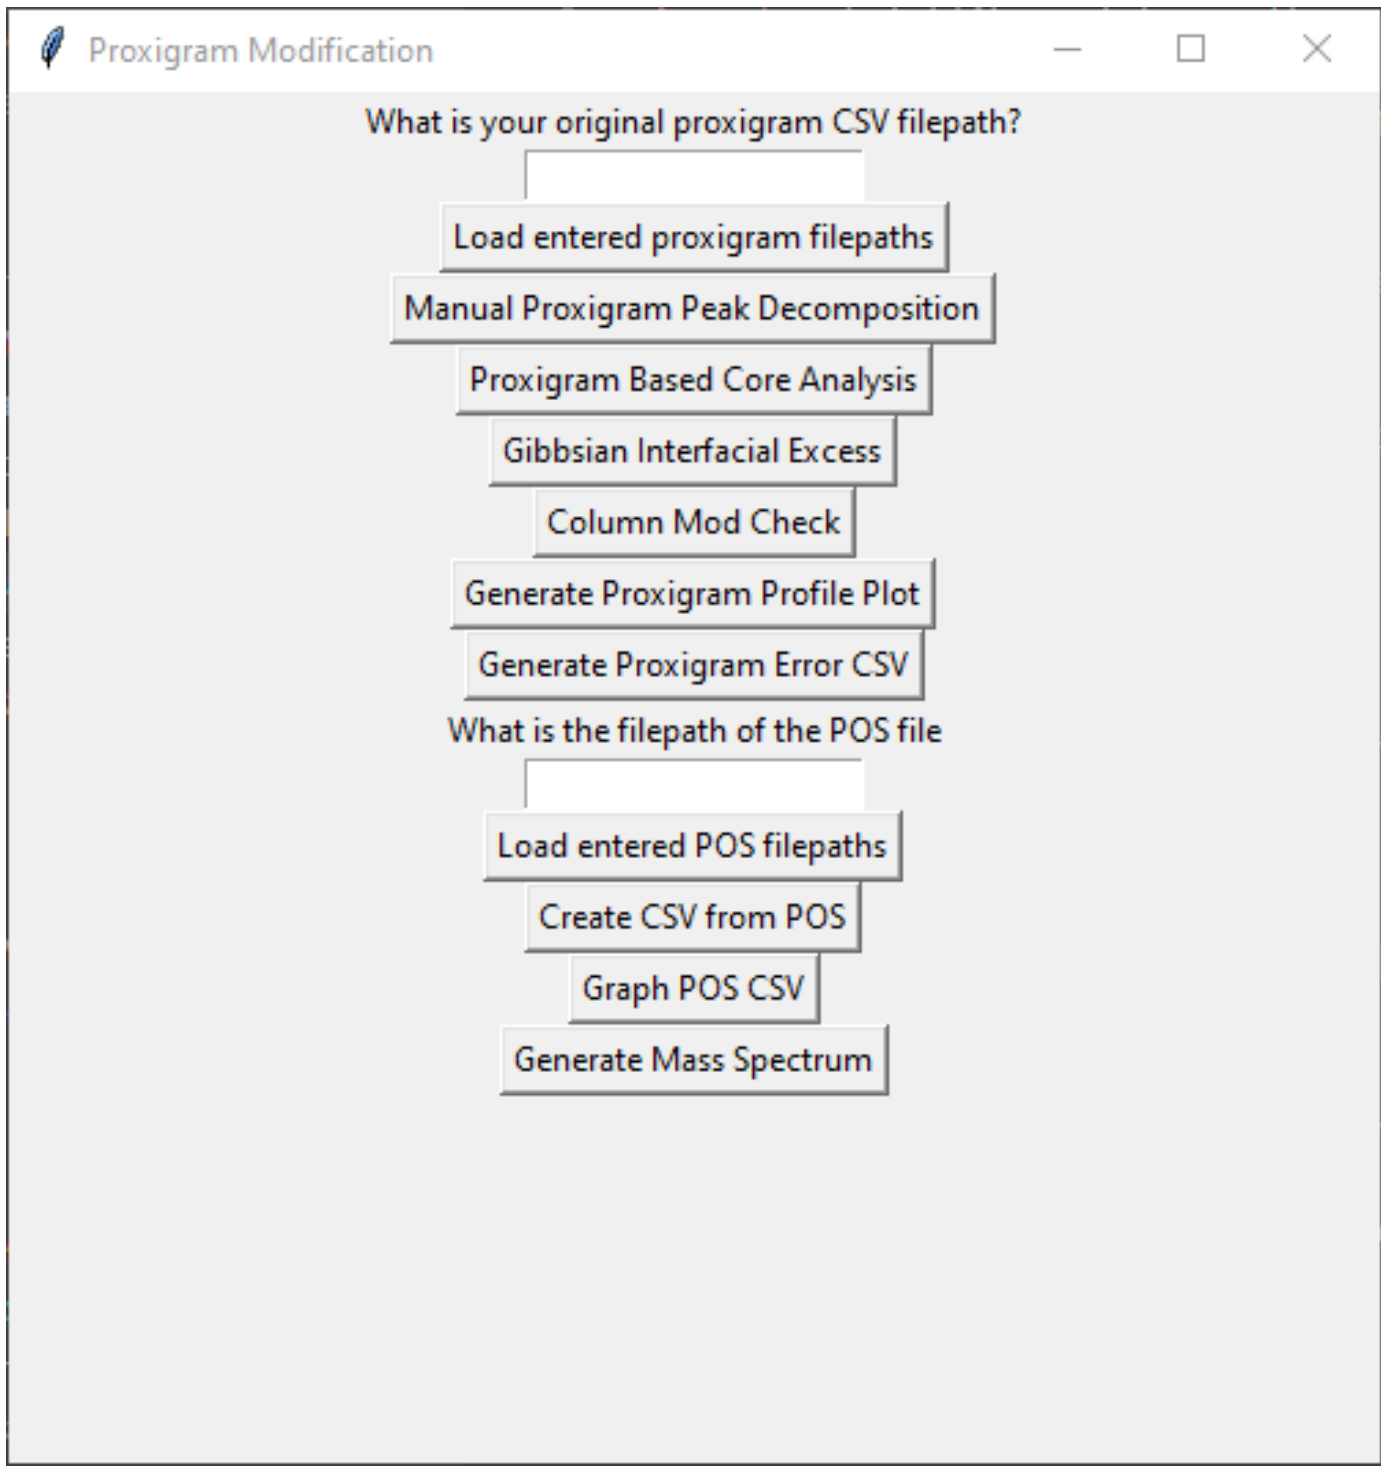 Proxigram Modification
What is your original proxigram CSV filepath?
Load entered proxigram filepaths
Manual Proxigram Peak Decomposition
Proxigram Based Core Analysis
Gibbsian Interfacial Excess
Column Mod Check
Generate Proxigram Profile Plot
Generate Proxigram Error CSV
What is the filepath of the POS file
Load entered POS filepaths
Create CSV from POS
Graph POS CSV
Generate Mass Spectrum